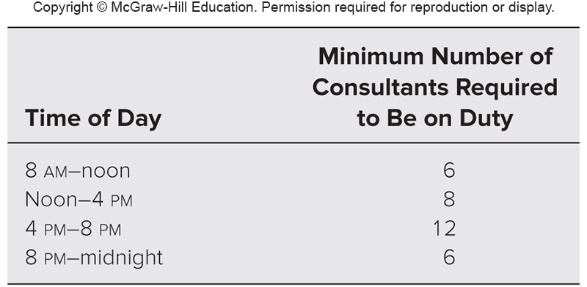 Copyright © McGraw-Hill Education. Permission required for reproduction or display.
Minimum Number of
Consultants Required
Time of Day to Be on Duty
8 AM–noon 6
Noon–4 PM 8
4 PM–8 PM 12
8 PM–midnight 6